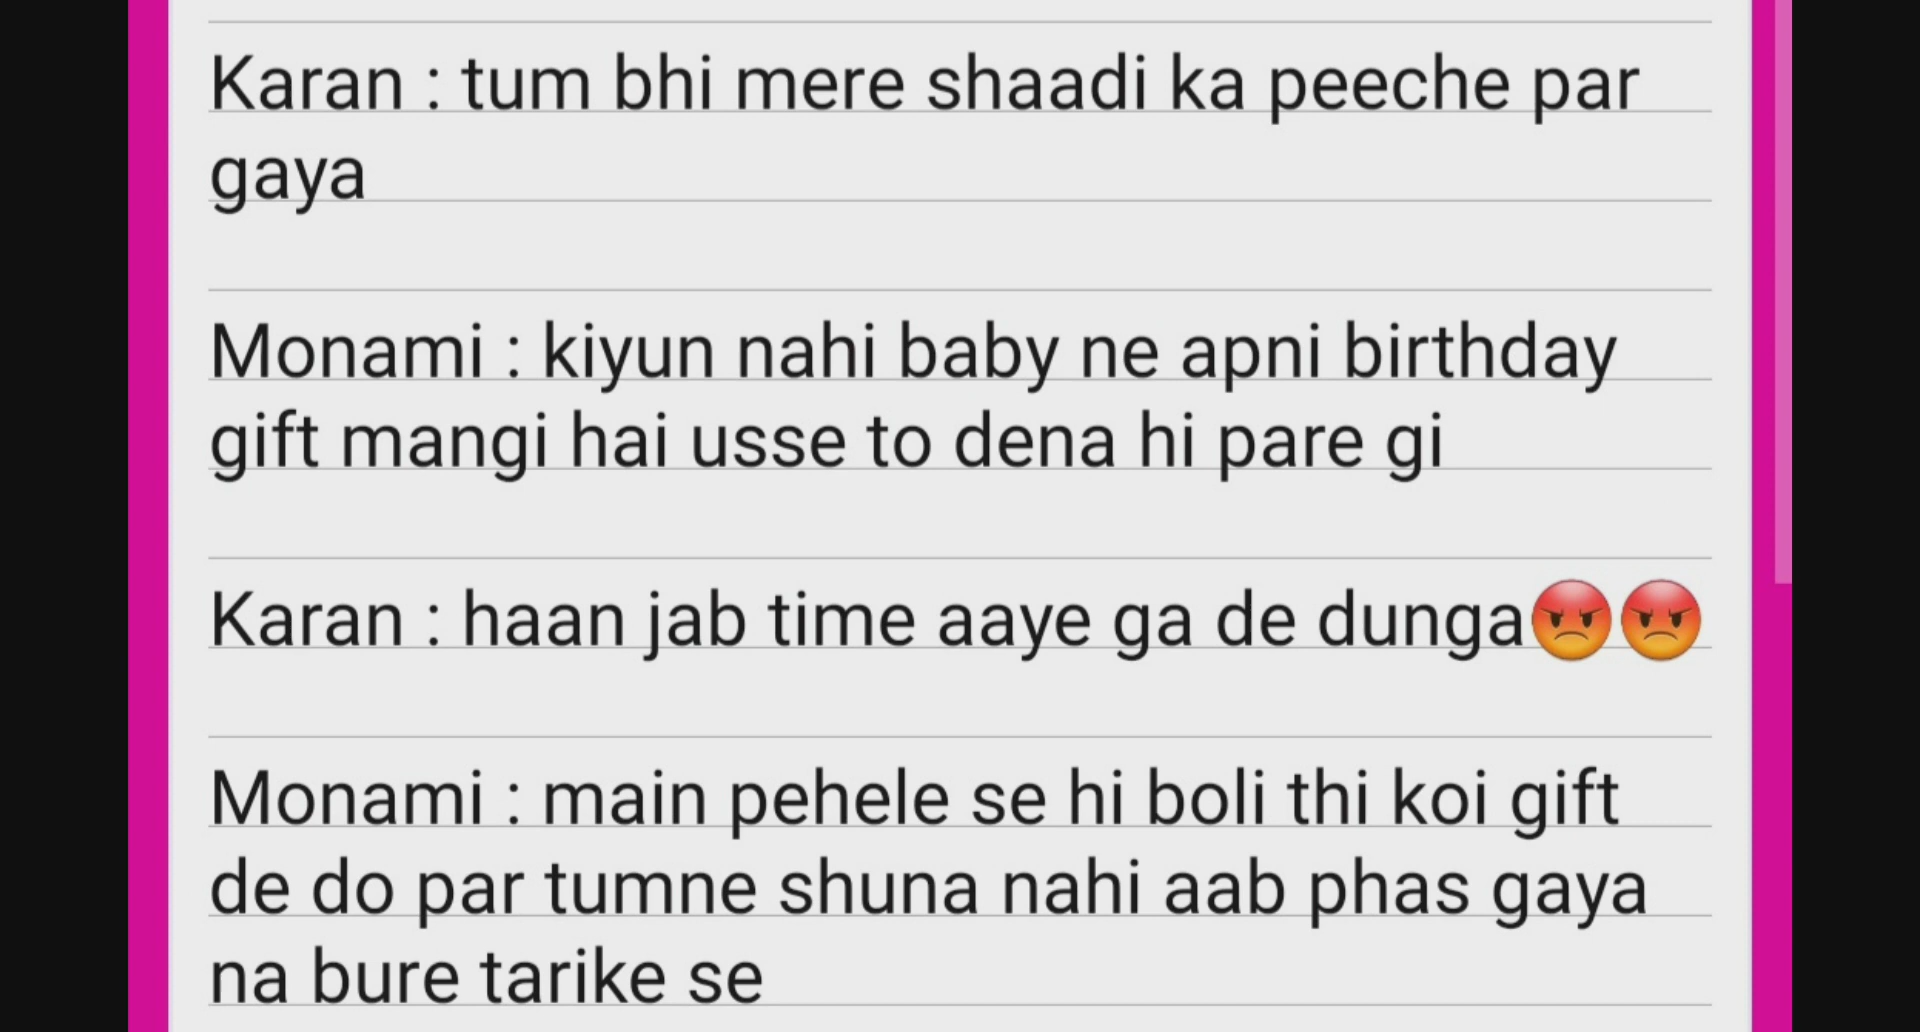 Karan : tum bhi mere shaadi ka peeche par
gaya
Monami : kiyun nahi baby ne apni birthday
gift mangi hai usse to dena hi pare gi
Karan : haan jab time aaye ga de dunga😡😡
Monami : main pehele se hi boli thi koi gift
de do par tumne shuna nahi aab phas gaya
na bure tarike se